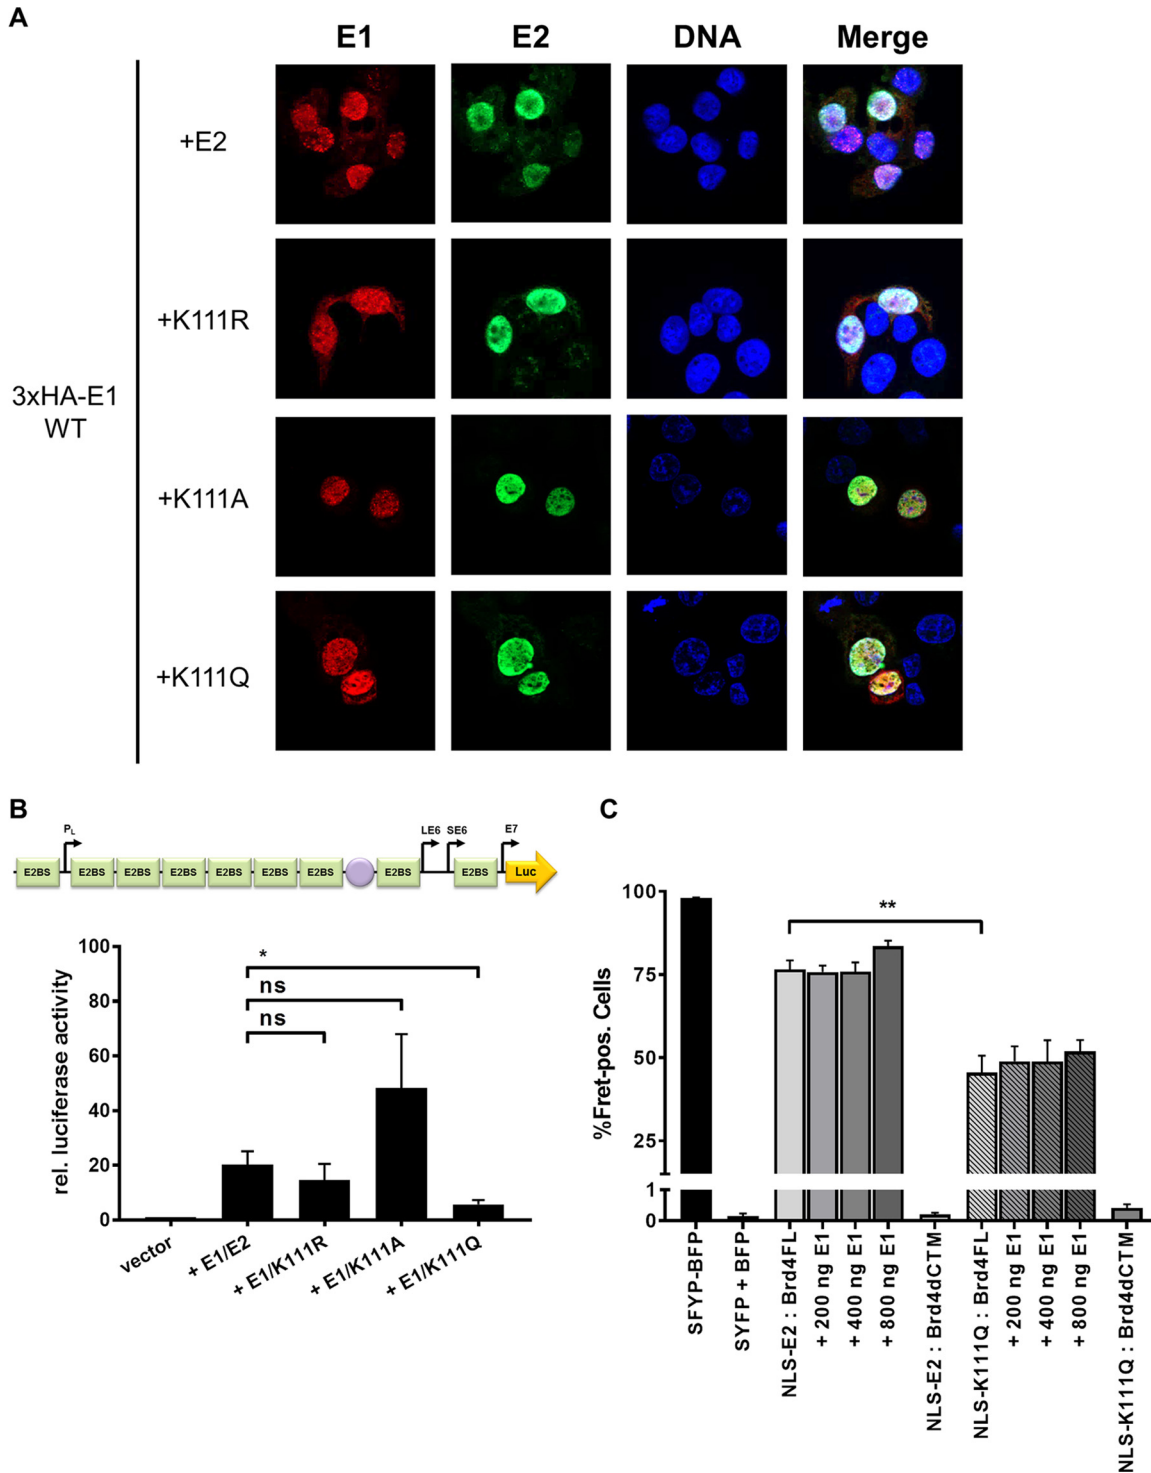 A
E1 E2 DNA Merge
+E2
+K111R
3xHA-E1
WT
+K111A
+K111Q
B
P_L LE6 SE6 E7
E2BS E2BS E2BS E2BS E2BS E2BS E2BS E2BS E2BS Luc
rel. luciferase activity
100
80
60
40
20
0
*
ns
ns
vector
+ E1/E2
+ E1/K111R
+ E1/K111A
+ E1/K111Q
C
%Fret-pos. Cells
100
75
50
25
1
0
**
SFYP-BFP
SYFP + BFP
NLS-E2 : Brd4FL
+ 200 ng E1
+ 400 ng E1
+ 800 ng E1
NLS-E2 : Brd4dCTM
NLS-K111Q : Brd4FL
+ 200 ng E1
+ 400 ng E1
+ 800 ng E1
NLS-K111Q : Brd4dCTM